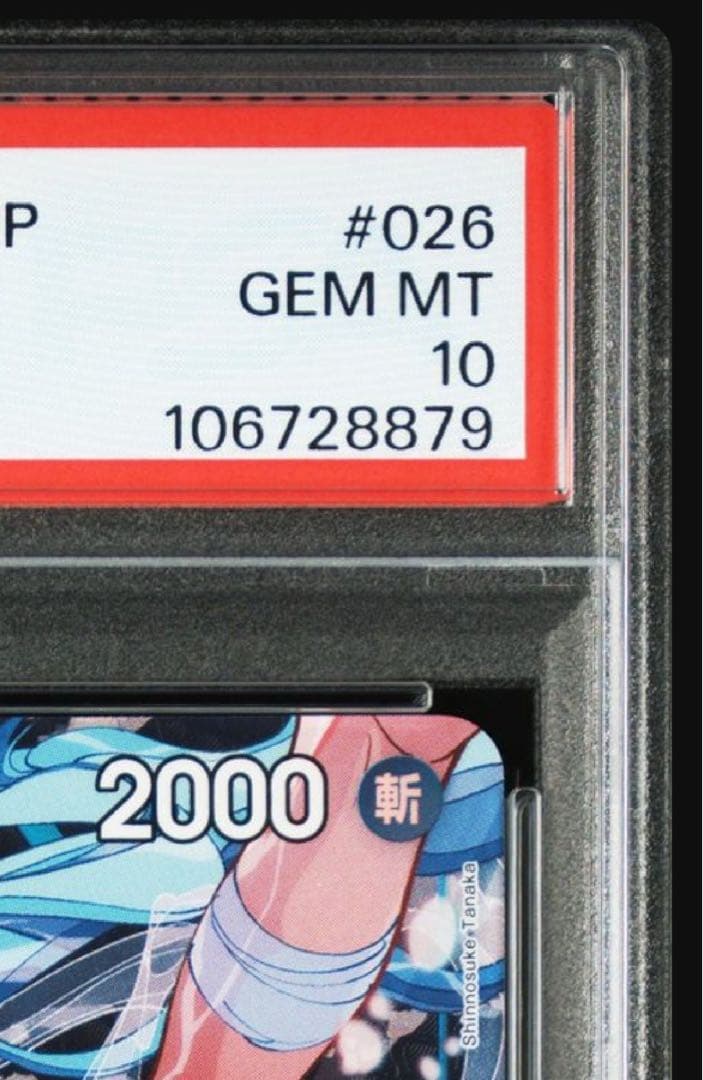 P #026
GEM MT
10
106728879
2000 斬
Shinnosuke Tanaka